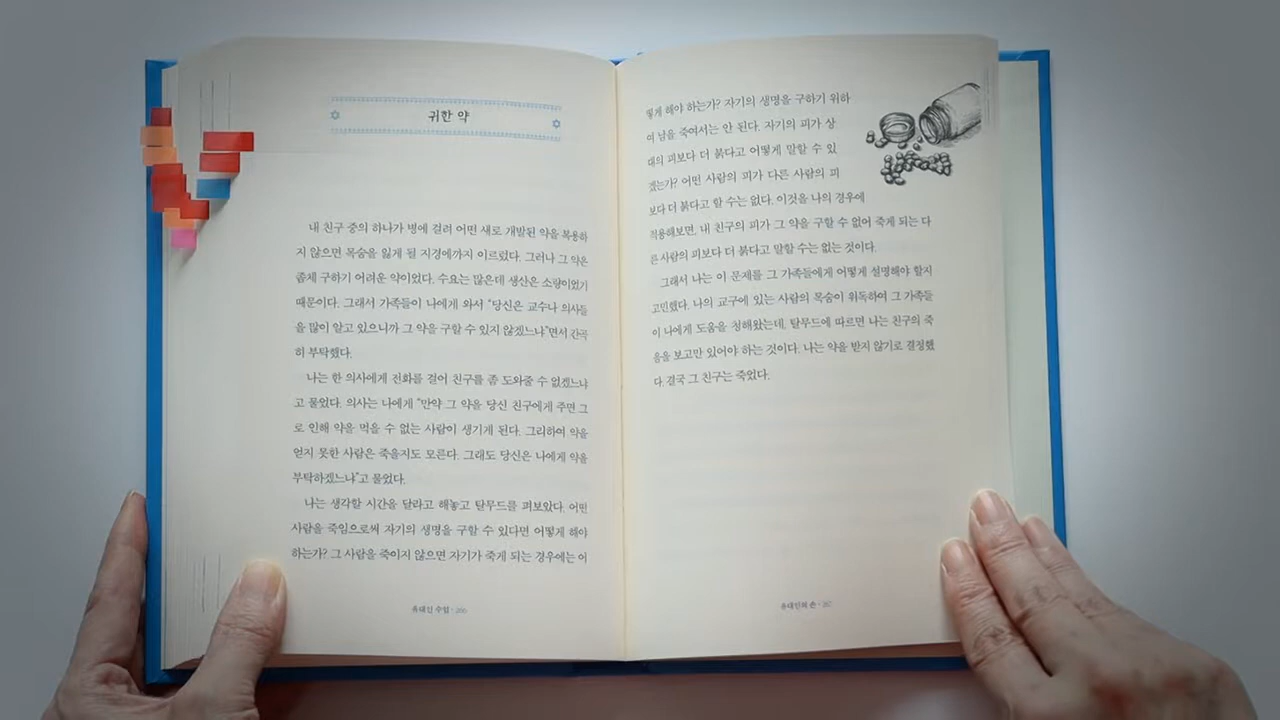 귀한 약
내 친구 중의 하나가 병에 걸려 어떤 새로 개발된 약을 복용하
지 않으면 목숨을 잃게 될 지경에까지 이르렀다. 그러나 그 약은
좀체 구하기 어려운 약이었다. 수요는 많은데 생산은 소량이었기
때문이다. 그래서 가족들이 나에게 와서 “당신은 교수나 의사들
을 많이 알고 있으니까 그 약을 구할 수 있지 않겠느냐”면서 간곡
히 부탁했다.
나는 한 의사에게 전화를 걸어 친구를 좀 도와줄 수 없겠느냐
고 물었다. 의사는 나에게 “만약 그 약을 당신 친구에게 주면 그
로 인해 약을 먹을 수 없는 사람이 생기게 된다. 그리하여 약을
얻지 못한 사람은 죽을지도 모른다. 그래도 당신은 나에게 약을
부탁하겠느냐”고 물었다.
나는 생각할 시간을 달라고 해놓고 탈무드를 펴보았다. 어떤
사람을 죽임으로써 자기의 생명을 구할 수 있다면 어떻게 해야
하는가? 그 사람을 죽이지 않으면 자기가 죽게 되는 경우에는 어
유대인 수업 · 266
떻게 해야 하는가? 자기의 생명을 구하기 위하
여 남을 죽여서는 안 된다. 자기의 피가 상
대의 피보다 더 붉다고 어떻게 말할 수 있
겠는가? 어떤 사람의 피가 다른 사람의 피
보다 더 붉다고 할 수는 없다. 이것을 나의 경우에
적용해보면, 내 친구의 피가 그 약을 구할 수 없어 죽게 되는 다
른 사람의 피보다 더 붉다고 말할 수는 없는 것이다.
그래서 나는 이 문제를 그 가족들에게 어떻게 설명해야 할지
고민했다. 나의 교구에 있는 사람의 목숨이 위독하여 그 가족들
이 나에게 도움을 청해왔는데, 탈무드에 따르면 나는 친구의 죽
음을 보고만 있어야 하는 것이다. 나는 약을 받지 않기로 결정했
다. 결국 그 친구는 죽었다.
유대인의 손 · 267